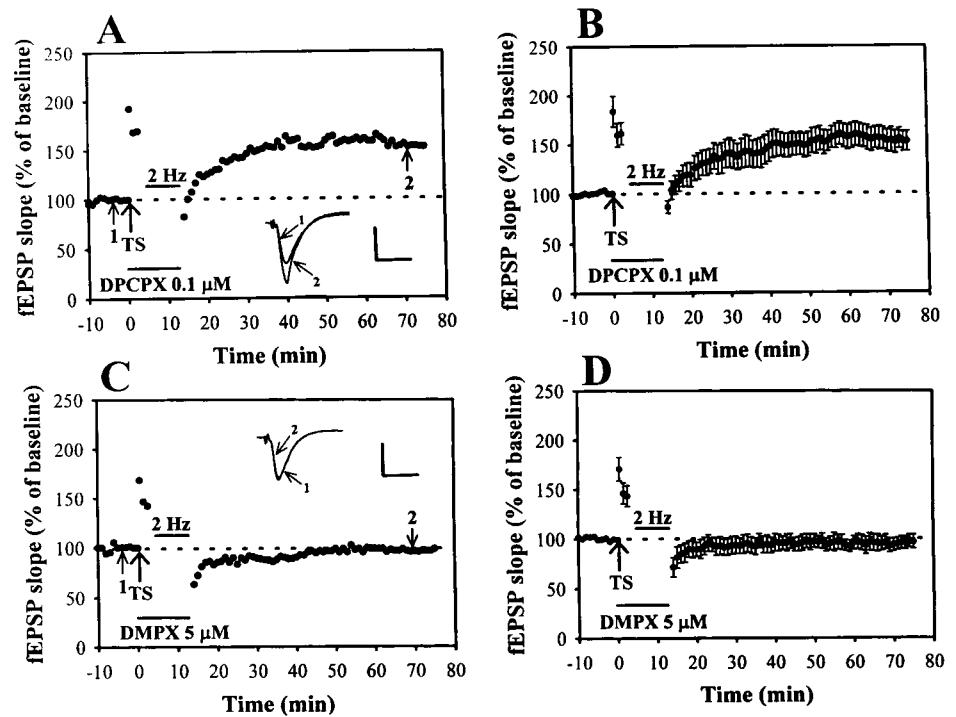 A
fEPSP slope (% of baseline)
250
200
150
100
50
0
2 Hz
2
1 TS
1
2
DPCPX 0.1 µM
-10 0 10 20 30 40 50 60 70 80
Time (min)
B
fEPSP slope (% of baseline)
250
200
150
100
50
0
2 Hz
TS
DPCPX 0.1 µM
-10 0 10 20 30 40 50 60 70 80
Time (min)
C
fEPSP slope (% of baseline)
250
200
150
100
50
0
2
1
2 Hz
2
1 TS
DMPX 5 µM
-10 0 10 20 30 40 50 60 70 80
Time (min)
D
fEPSP slope (% of baseline)
250
200
150
100
50
0
2 Hz
TS
DMPX 5 µM
-10 0 10 20 30 40 50 60 70 80
Time (min)